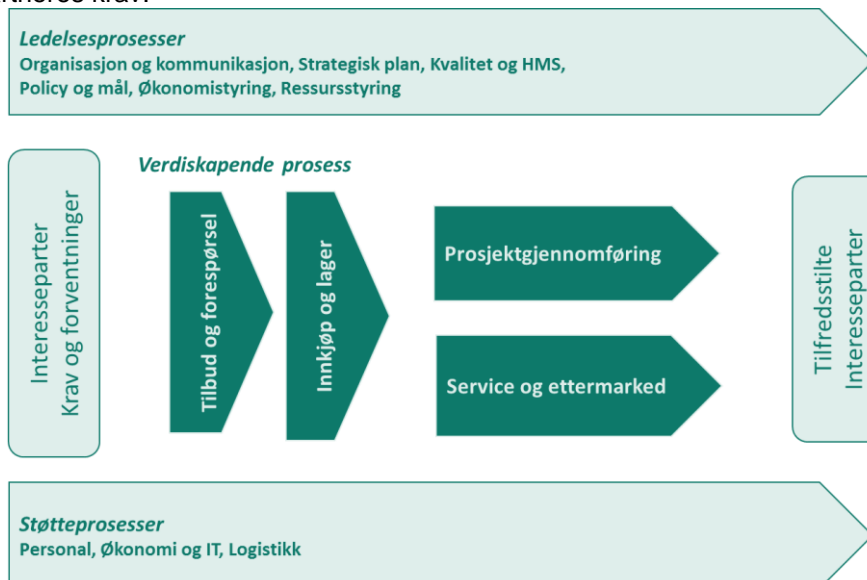 krav.
Ledelsesprosesser
Organisasjon og kommunikasjon, Strategisk plan, Kvalitet og HMS,
Policy og mål, Økonomistyring, Ressursstyring
Interesseparter
Krav og forventninger
Verdiskapende prosess
Tilbud og forespørsel
Innkjøp og lager
Prosjektgjennomføring
Service og ettermarked
Tilfredsstilte
Interesseparter
Støtteprosesser
Personal, Økonomi og IT, Logistikk